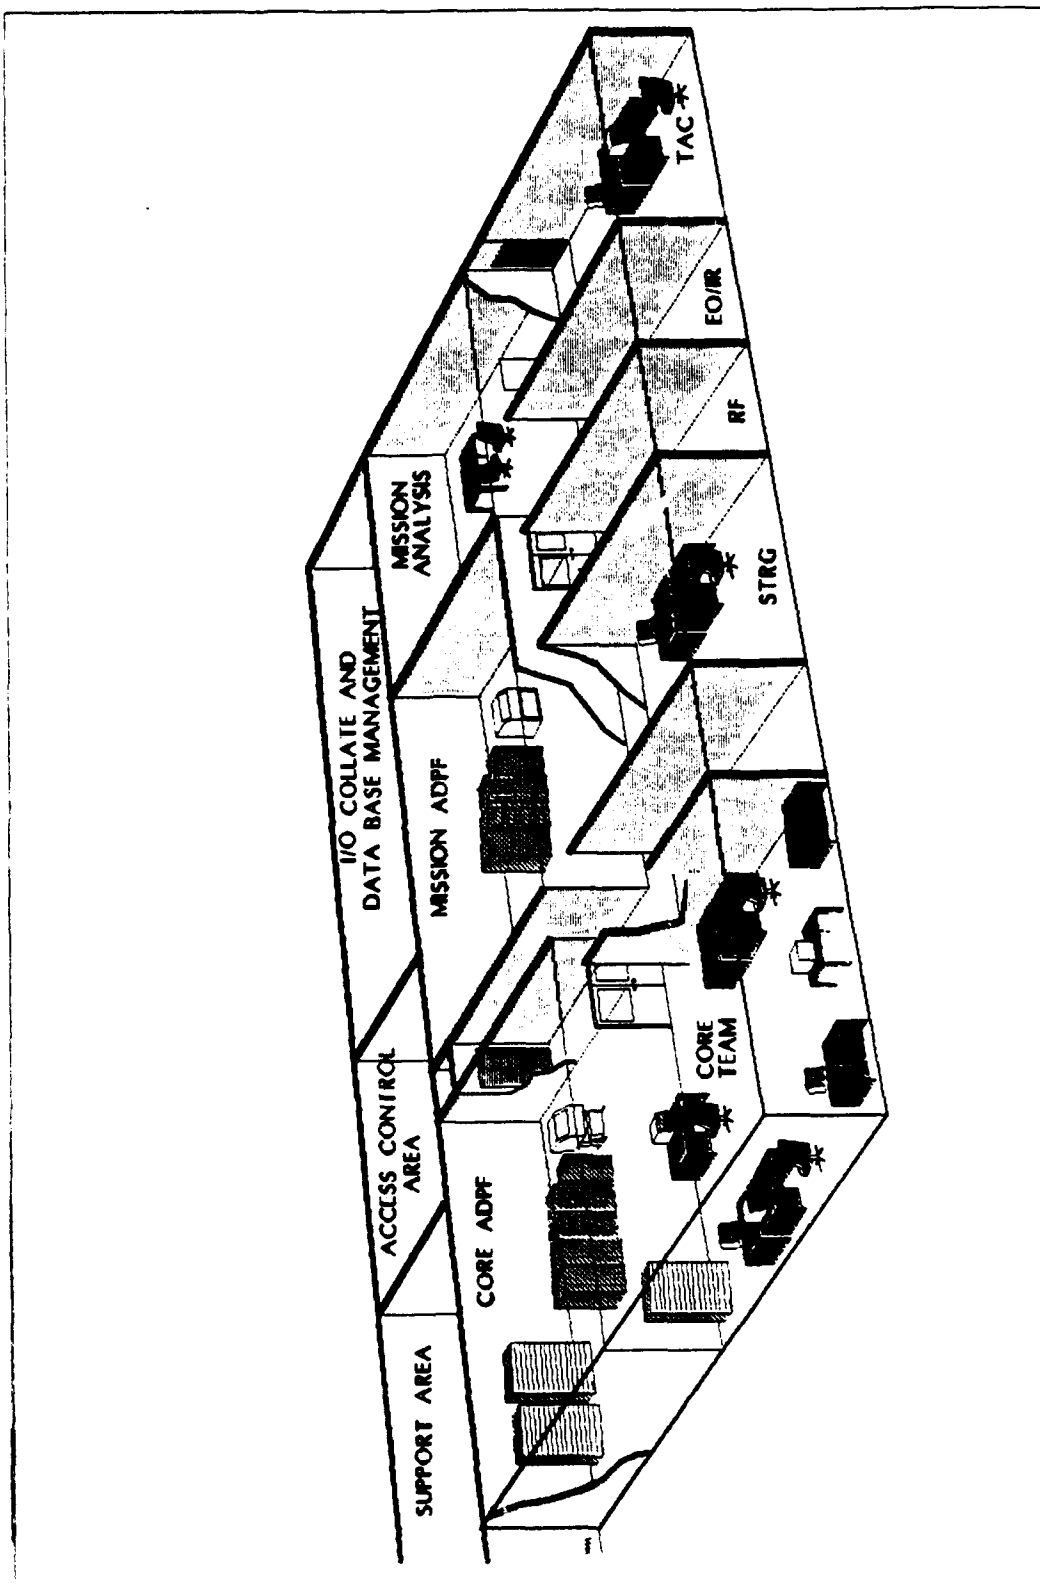 SUPPORT AREA
ACCESS CONTROL
AREA
I/O COLLATE AND
DATA BASE MANAGEMENT
CORE ADPF
MISSION ADPF
MISSION
ANALYSIS
CORE
TEAM
STRG
RF
EO/IR
TAC